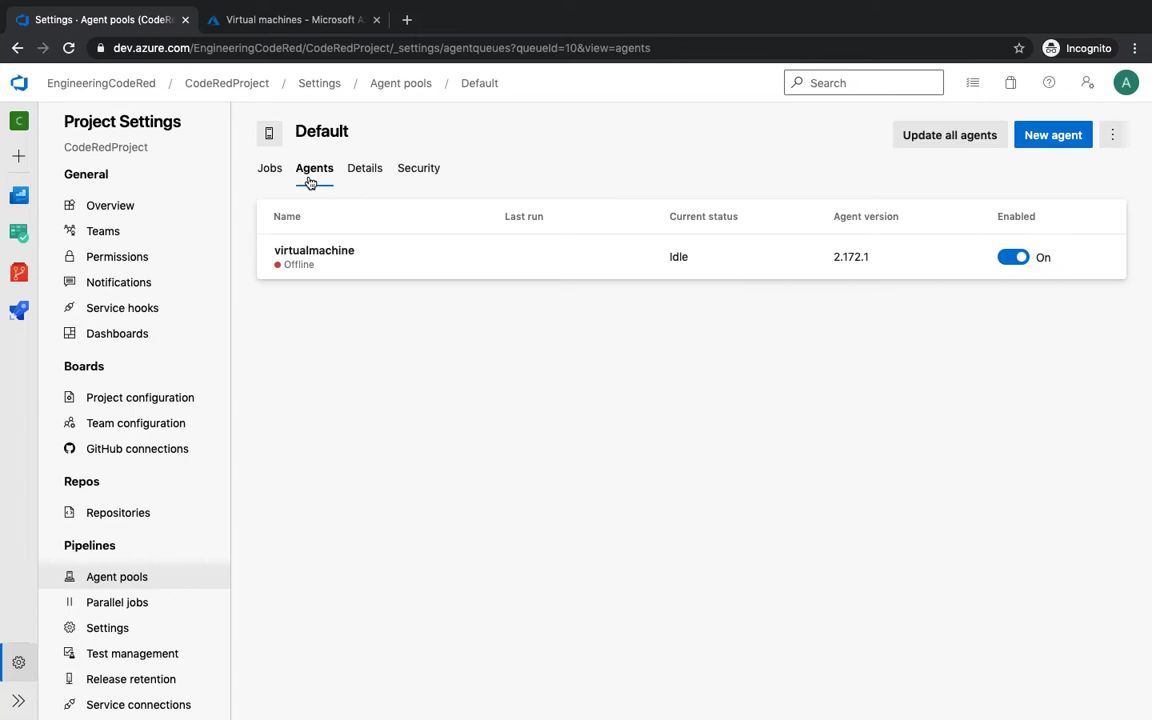 Settings · Agent pools (CodeRe
Virtual machines - Microsoft A
dev.azure.com/EngineeringCodeRed/CodeRedProject/_settings/agentqueues?queueId=10&view=agents
Incognito
EngineeringCodeRed / CodeRedProject / Settings / Agent pools / Default
Search
A
C
Project Settings
CodeRedProject
General
Overview
Teams
Permissions
Notifications
Service hooks
Dashboards
Boards
Project configuration
Team configuration
GitHub connections
Repos
Repositories
Pipelines
Agent pools
Parallel jobs
Settings
Test management
Release retention
Service connections
Default
Update all agents
New agent
Jobs Agents Details Security
Name Last run Current status Agent version Enabled
virtualmachine Idle 2.172.1 On
Offline